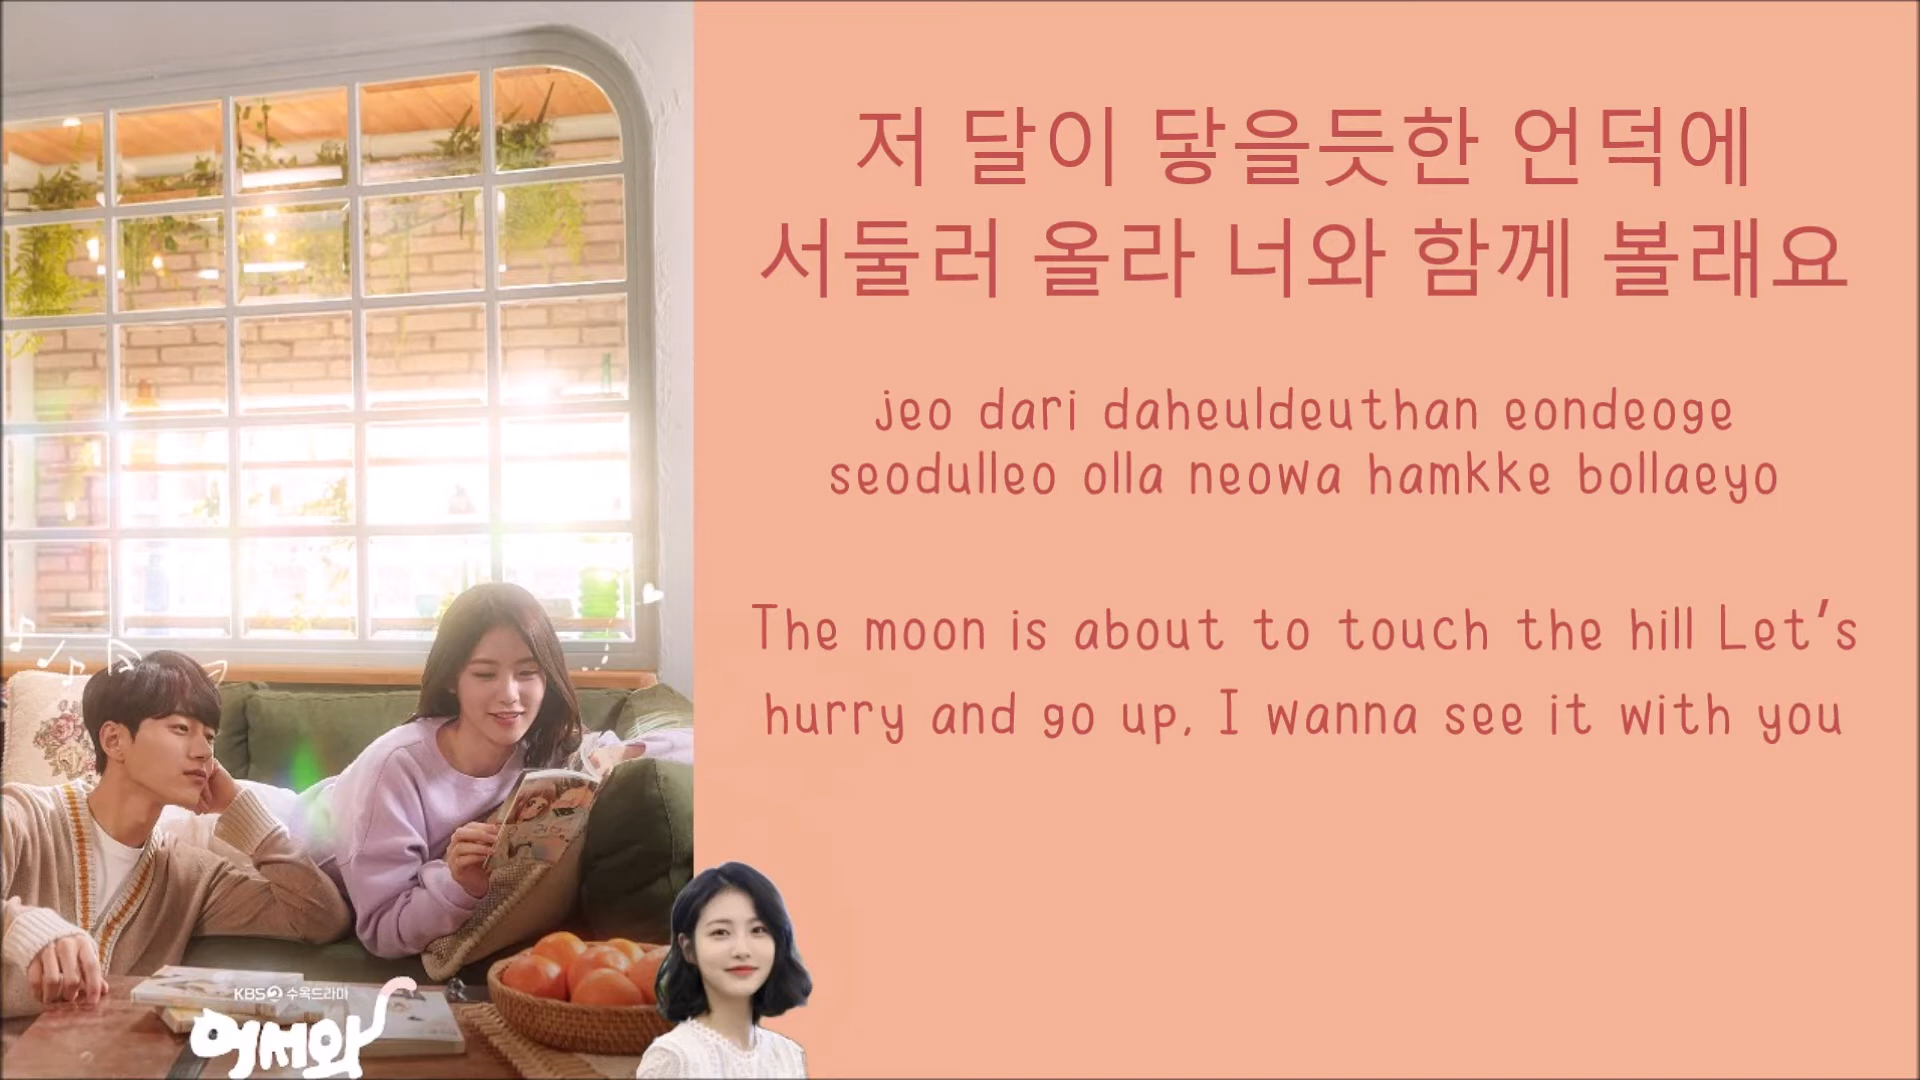 저 달이 닿을듯한 언덕에
서둘러 올라 너와 함께 볼래요
jeo dari daheuldeuthan eondeoge
seodulleo olla neowa hamkke bollaeyo
The moon is about to touch the hill Let's
hurry and go up, I wanna see it with you
KBS2 수목드라마
어서와